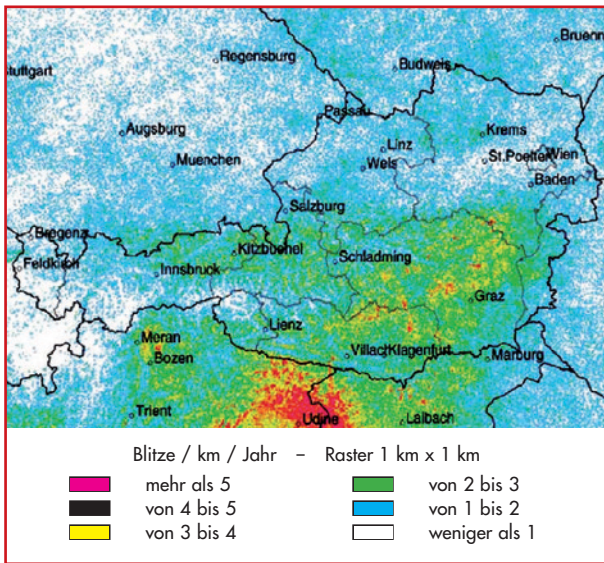 Bruenn
Regensburg
Budweis
Stuttgart
Passau
Augsburg
Krems
Linz
St.Poelten
Wien
Muenchen
Wels
Baden
Salzburg
Bregenz
Kitzbuehel
Feldkirch
Schladming
Innsbruck
Graz
Lienz
Meran
Villach
Klagenfurt
Marburg
Bozen
Trient
Udine
Laibach
Blitze / km / Jahr – Raster 1 km x 1 km
mehr als 5
von 2 bis 3
von 4 bis 5
von 1 bis 2
von 3 bis 4
weniger als 1